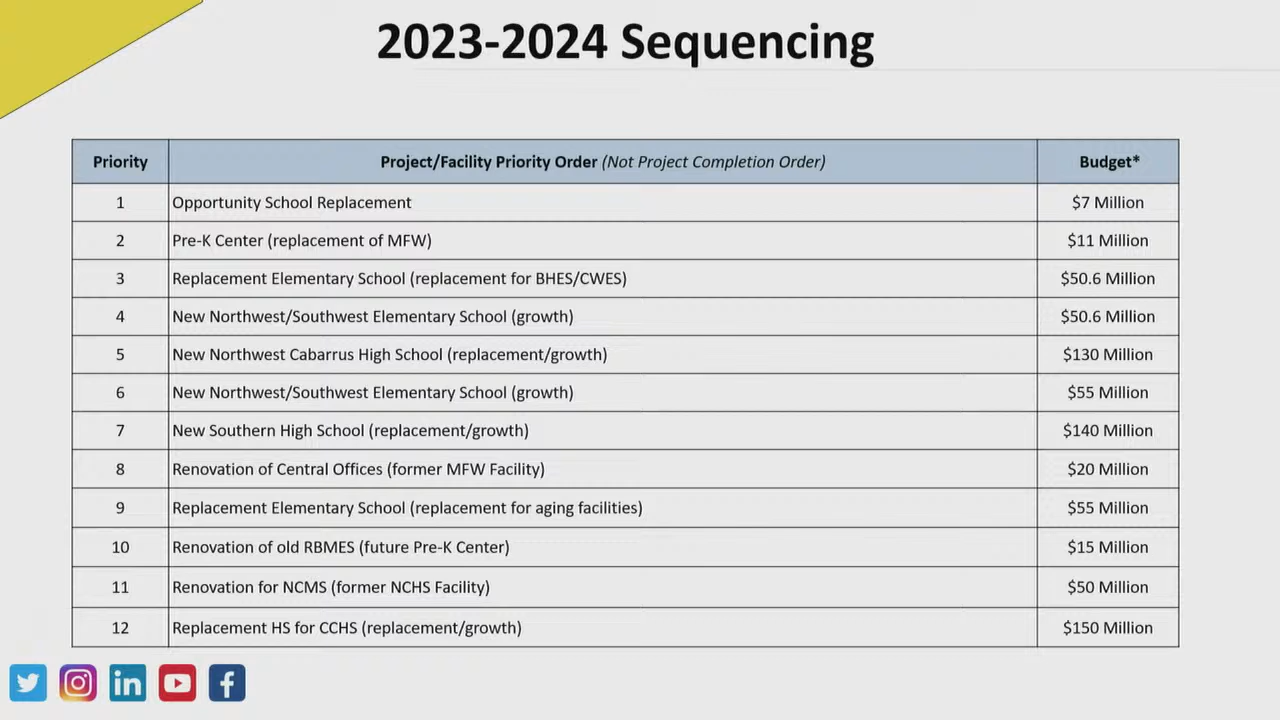 2023-2024 Sequencing
Priority Project/Facility Priority Order (Not Project Completion Order) Budget*
1 Opportunity School Replacement $7 Million
2 Pre-K Center (replacement of MFW) $11 Million
3 Replacement Elementary School (replacement for BHES/CWES) $50.6 Million
4 New Northwest/Southwest Elementary School (growth) $50.6 Million
5 New Northwest Cabarrus High School (replacement/growth) $130 Million
6 New Northwest/Southwest Elementary School (growth) $55 Million
7 New Southern High School (replacement/growth) $140 Million
8 Renovation of Central Offices (former MFW Facility) $20 Million
9 Replacement Elementary School (replacement for aging facilities) $55 Million
10 Renovation of old RBMES (future Pre-K Center) $15 Million
11 Renovation for NCMS (former NCHS Facility) $50 Million
12 Replacement HS for CCHS (replacement/growth) $150 Million